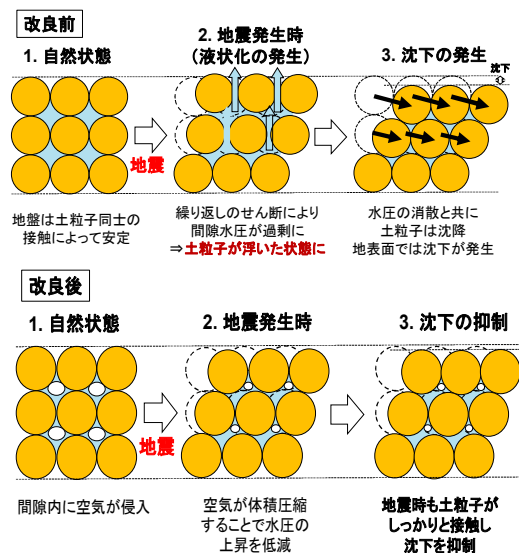 改良前
1. 自然状態
2. 地震発生時
(液状化の発生)
3. 沈下の発生
沈下
地震
地盤は土粒子同士の
接触によって安定
繰り返しのせん断により
間隙水圧が過剰に
⇒土粒子が浮いた状態に
水圧の消散と共に
土粒子は沈降
地表面では沈下が発生
改良後
1. 自然状態
2. 地震発生時
3. 沈下の抑制
地震
間隙内に空気が侵入
空気が体積圧縮
することで水圧の
上昇を低減
地震時も土粒子が
しっかりと接触し
沈下を抑制